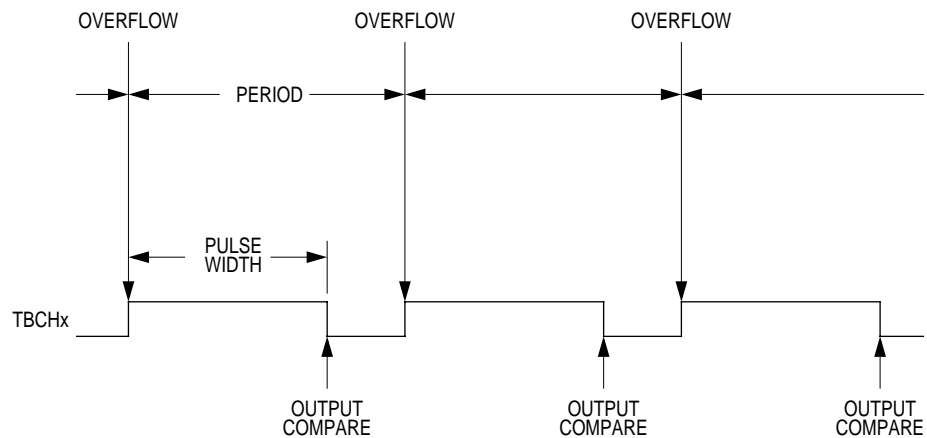 OVERFLOW
OVERFLOW
OVERFLOW
PERIOD
PULSE
WIDTH
TBCHx
OUTPUT
COMPARE
OUTPUT
COMPARE
OUTPUT
COMPARE